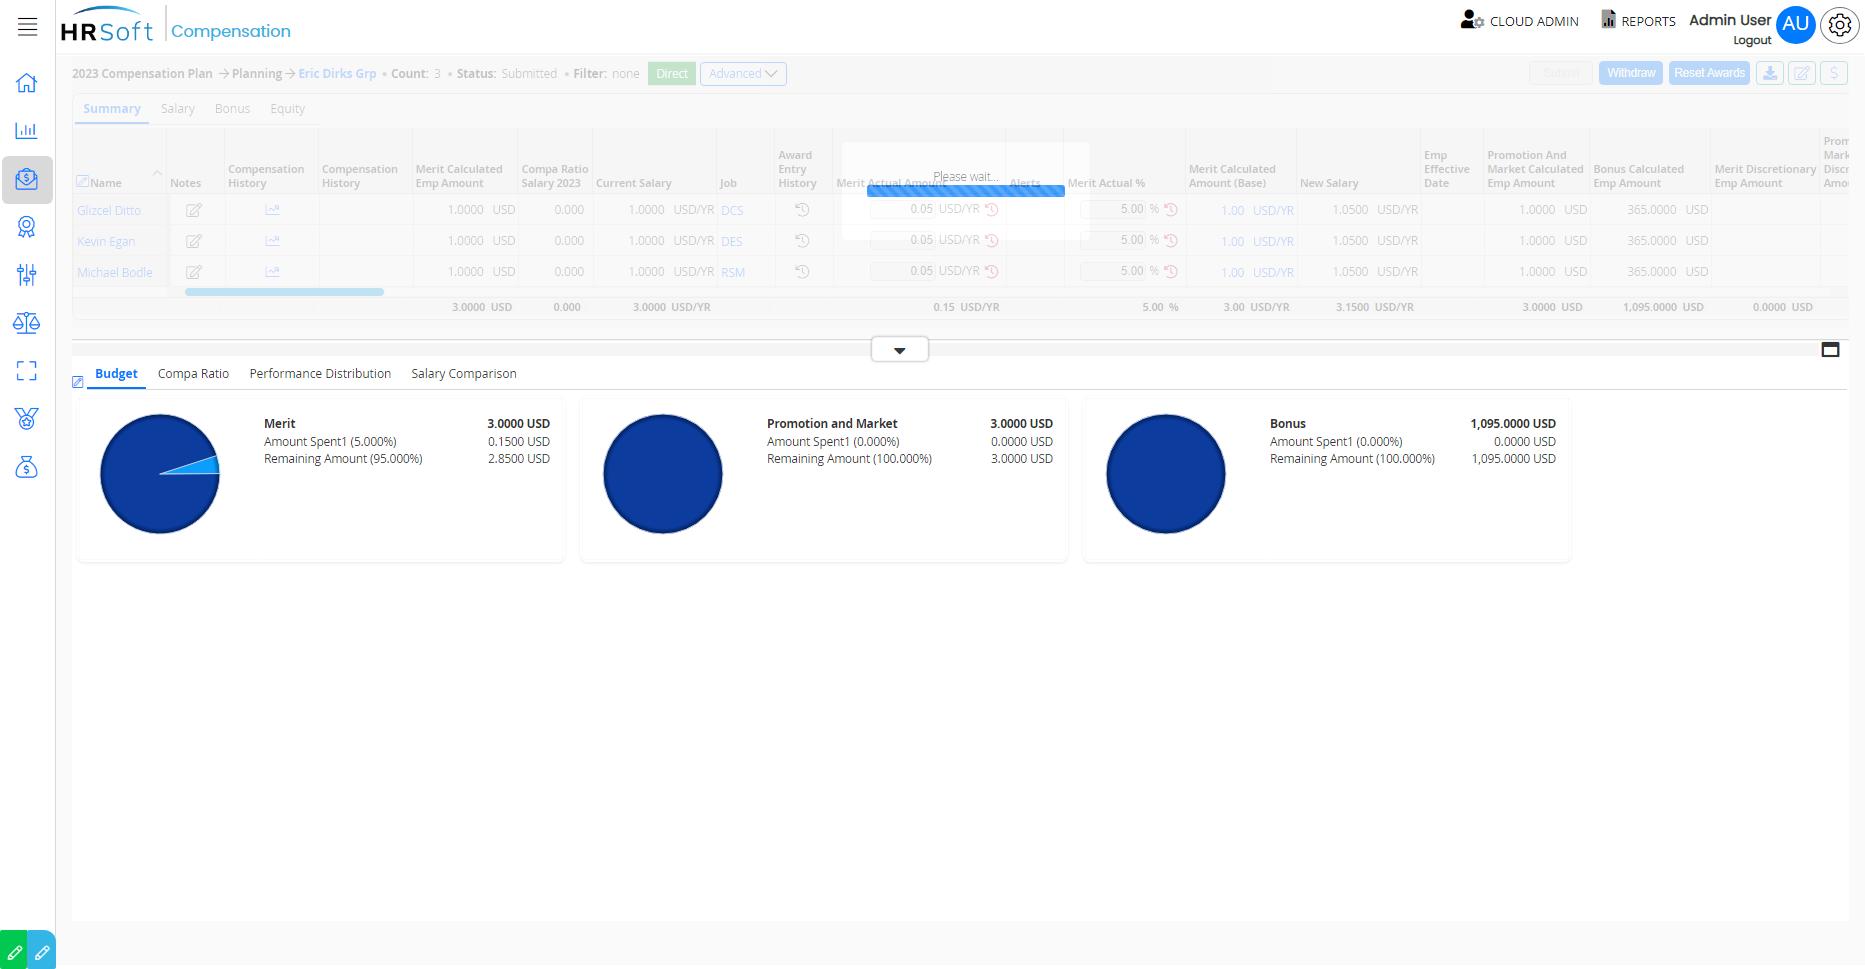 HRSoft Compensation
CLOUD ADMIN REPORTS Admin User AU
Logout
2023 Compensation Plan → Planning → Eric Dirks Grp • Count: 3 • Status: Submitted • Filter: none Direct Advanced Submit Withdraw Reset Awards
Summary Salary Bonus Equity
Name
Notes
Compensation History
Compensation History
Merit Calculated Emp Amount
Compa Ratio Salary 2023
Current Salary
Job
Award Entry History
Merit Actual Amount
Alerts
Merit Actual %
Merit Calculated Amount (Base)
New Salary
Emp Effective Date
Promotion And Market Calculated Emp Amount
Bonus Calculated Emp Amount
Merit Discretionary Emp Amount
Please wait...
Glizcel Ditto 1.0000 USD 0.000 1.0000 USD/YR DCS 0.05 USD/YR 5.00 % 1.00 USD/YR 1.0500 USD/YR 1.0000 USD 365.0000 USD
Kevin Egan 1.0000 USD 0.000 1.0000 USD/YR DES 0.05 USD/YR 5.00 % 1.00 USD/YR 1.0500 USD/YR 1.0000 USD 365.0000 USD
Michael Bodle 1.0000 USD 0.000 1.0000 USD/YR RSM 0.05 USD/YR 5.00 % 1.00 USD/YR 1.0500 USD/YR 1.0000 USD 365.0000 USD
3.0000 USD 0.000 3.0000 USD/YR 0.15 USD/YR 5.00 % 3.00 USD/YR 3.1500 USD/YR 3.0000 USD 1,095.0000 USD 0.0000 USD
Budget Compa Ratio Performance Distribution Salary Comparison
Merit 3.0000 USD
Amount Spent1 (5.000%) 0.1500 USD
Remaining Amount (95.000%) 2.8500 USD
Promotion and Market 3.0000 USD
Amount Spent1 (0.000%) 0.0000 USD
Remaining Amount (100.000%) 3.0000 USD
Bonus 1,095.0000 USD
Amount Spent1 (0.000%) 0.0000 USD
Remaining Amount (100.000%) 1,095.0000 USD